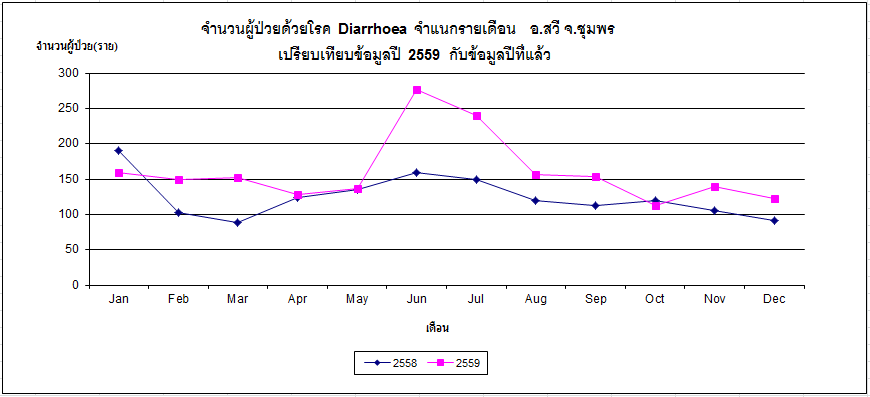 จำนวนผู้ป่วยด้วยโรค Diarrhoea จำแนกรายเดือน อ.สวี จ.ชุมพร
เปรียบเทียบข้อมูลปี 2559 กับข้อมูลปีที่แล้ว
จำนวนผู้ป่วย(ราย)
300
250
200
150
100
50
0
Jan Feb Mar Apr May Jun Jul Aug Sep Oct Nov Dec
เดือน
2558 2559